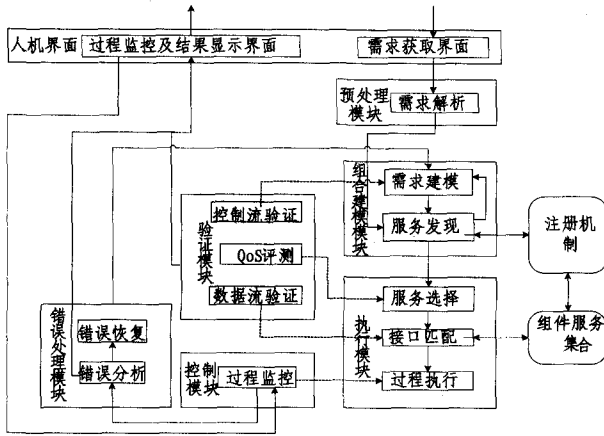 人机界面
过程监控及结果显示界面
需求获取界面
预处理
模块
需求解析
组合建模模块
需求建模
服务发现
验证模块
控制流验证
QoS评测
数据流验证
注册机
制
执行模块
服务选择
接口匹配
过程执行
组件服务
集合
错误处理模块
错误恢复
错误分析
控制
模块
过程监控